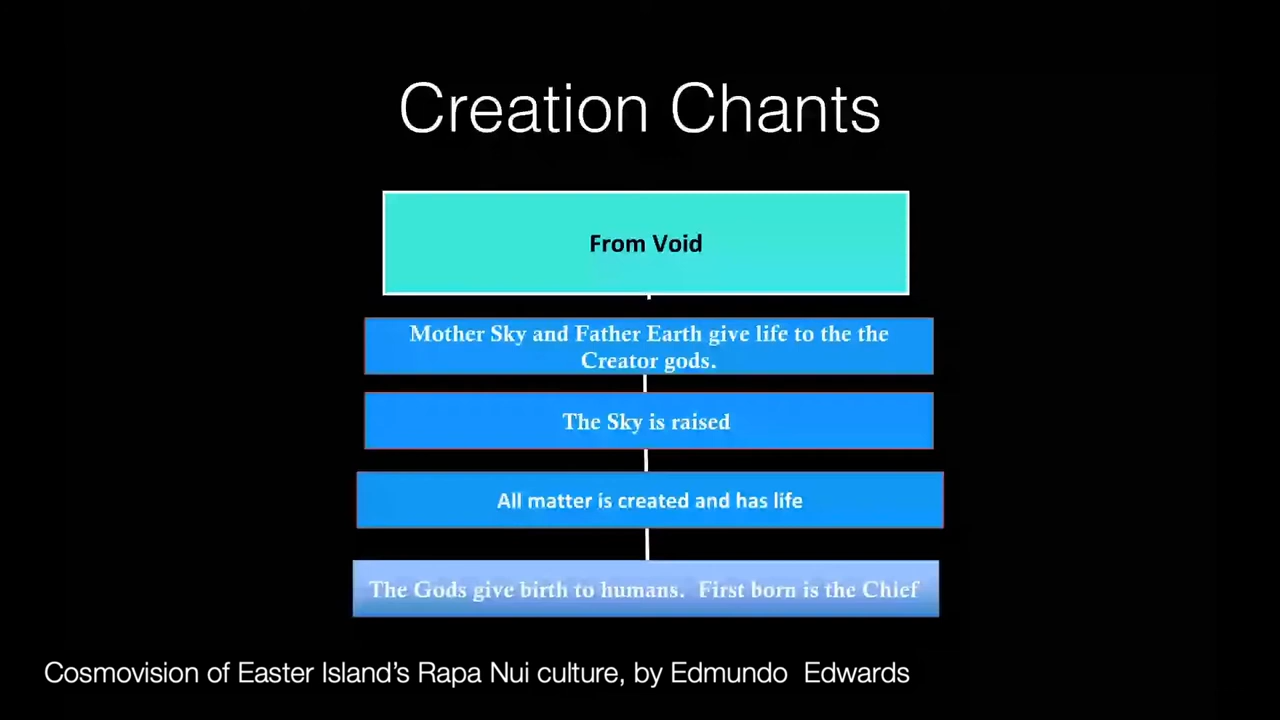 Creation Chants
From Void
Mother Sky and Father Earth give life to the the
Creator gods.
The Sky is raised
All matter is created and has life
The Gods give birth to humans.  First born is the Chief
Cosmovision of Easter Island’s Rapa Nui culture, by Edmundo  Edwards